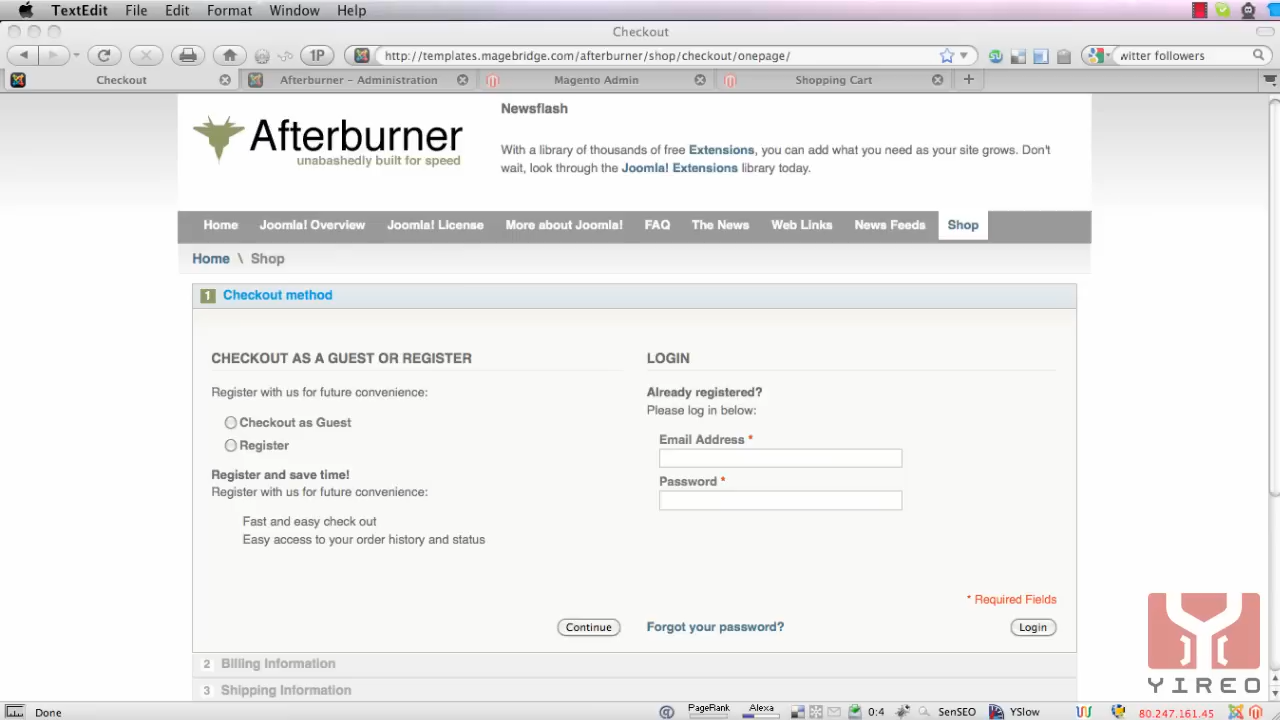 TextEdit File Edit Format Window Help
Checkout
1P http://templates.magebridge.com/afterburner/shop/checkout/onepage/ witter followers
Checkout Afterburner – Administration Magento Admin Shopping Cart
Newsflash
Afterburner
unabashedly built for speed
With a library of thousands of free Extensions, you can add what you need as your site grows. Don't
wait, look through the Joomla! Extensions library today.
Home Joomla! Overview Joomla! License More about Joomla! FAQ The News Web Links News Feeds Shop
Home \ Shop
1 Checkout method
CHECKOUT AS A GUEST OR REGISTER
Register with us for future convenience:
Checkout as Guest
Register
Register and save time!
Register with us for future convenience:
Fast and easy check out
Easy access to your order history and status
Continue
LOGIN
Already registered?
Please log in below:
Email Address *
Password *
* Required Fields
Forgot your password? Login
2 Billing Information
3 Shipping Information
YIREO
Done PageRank Alexa 0:4 SenSEO YSlow 80.247.161.45